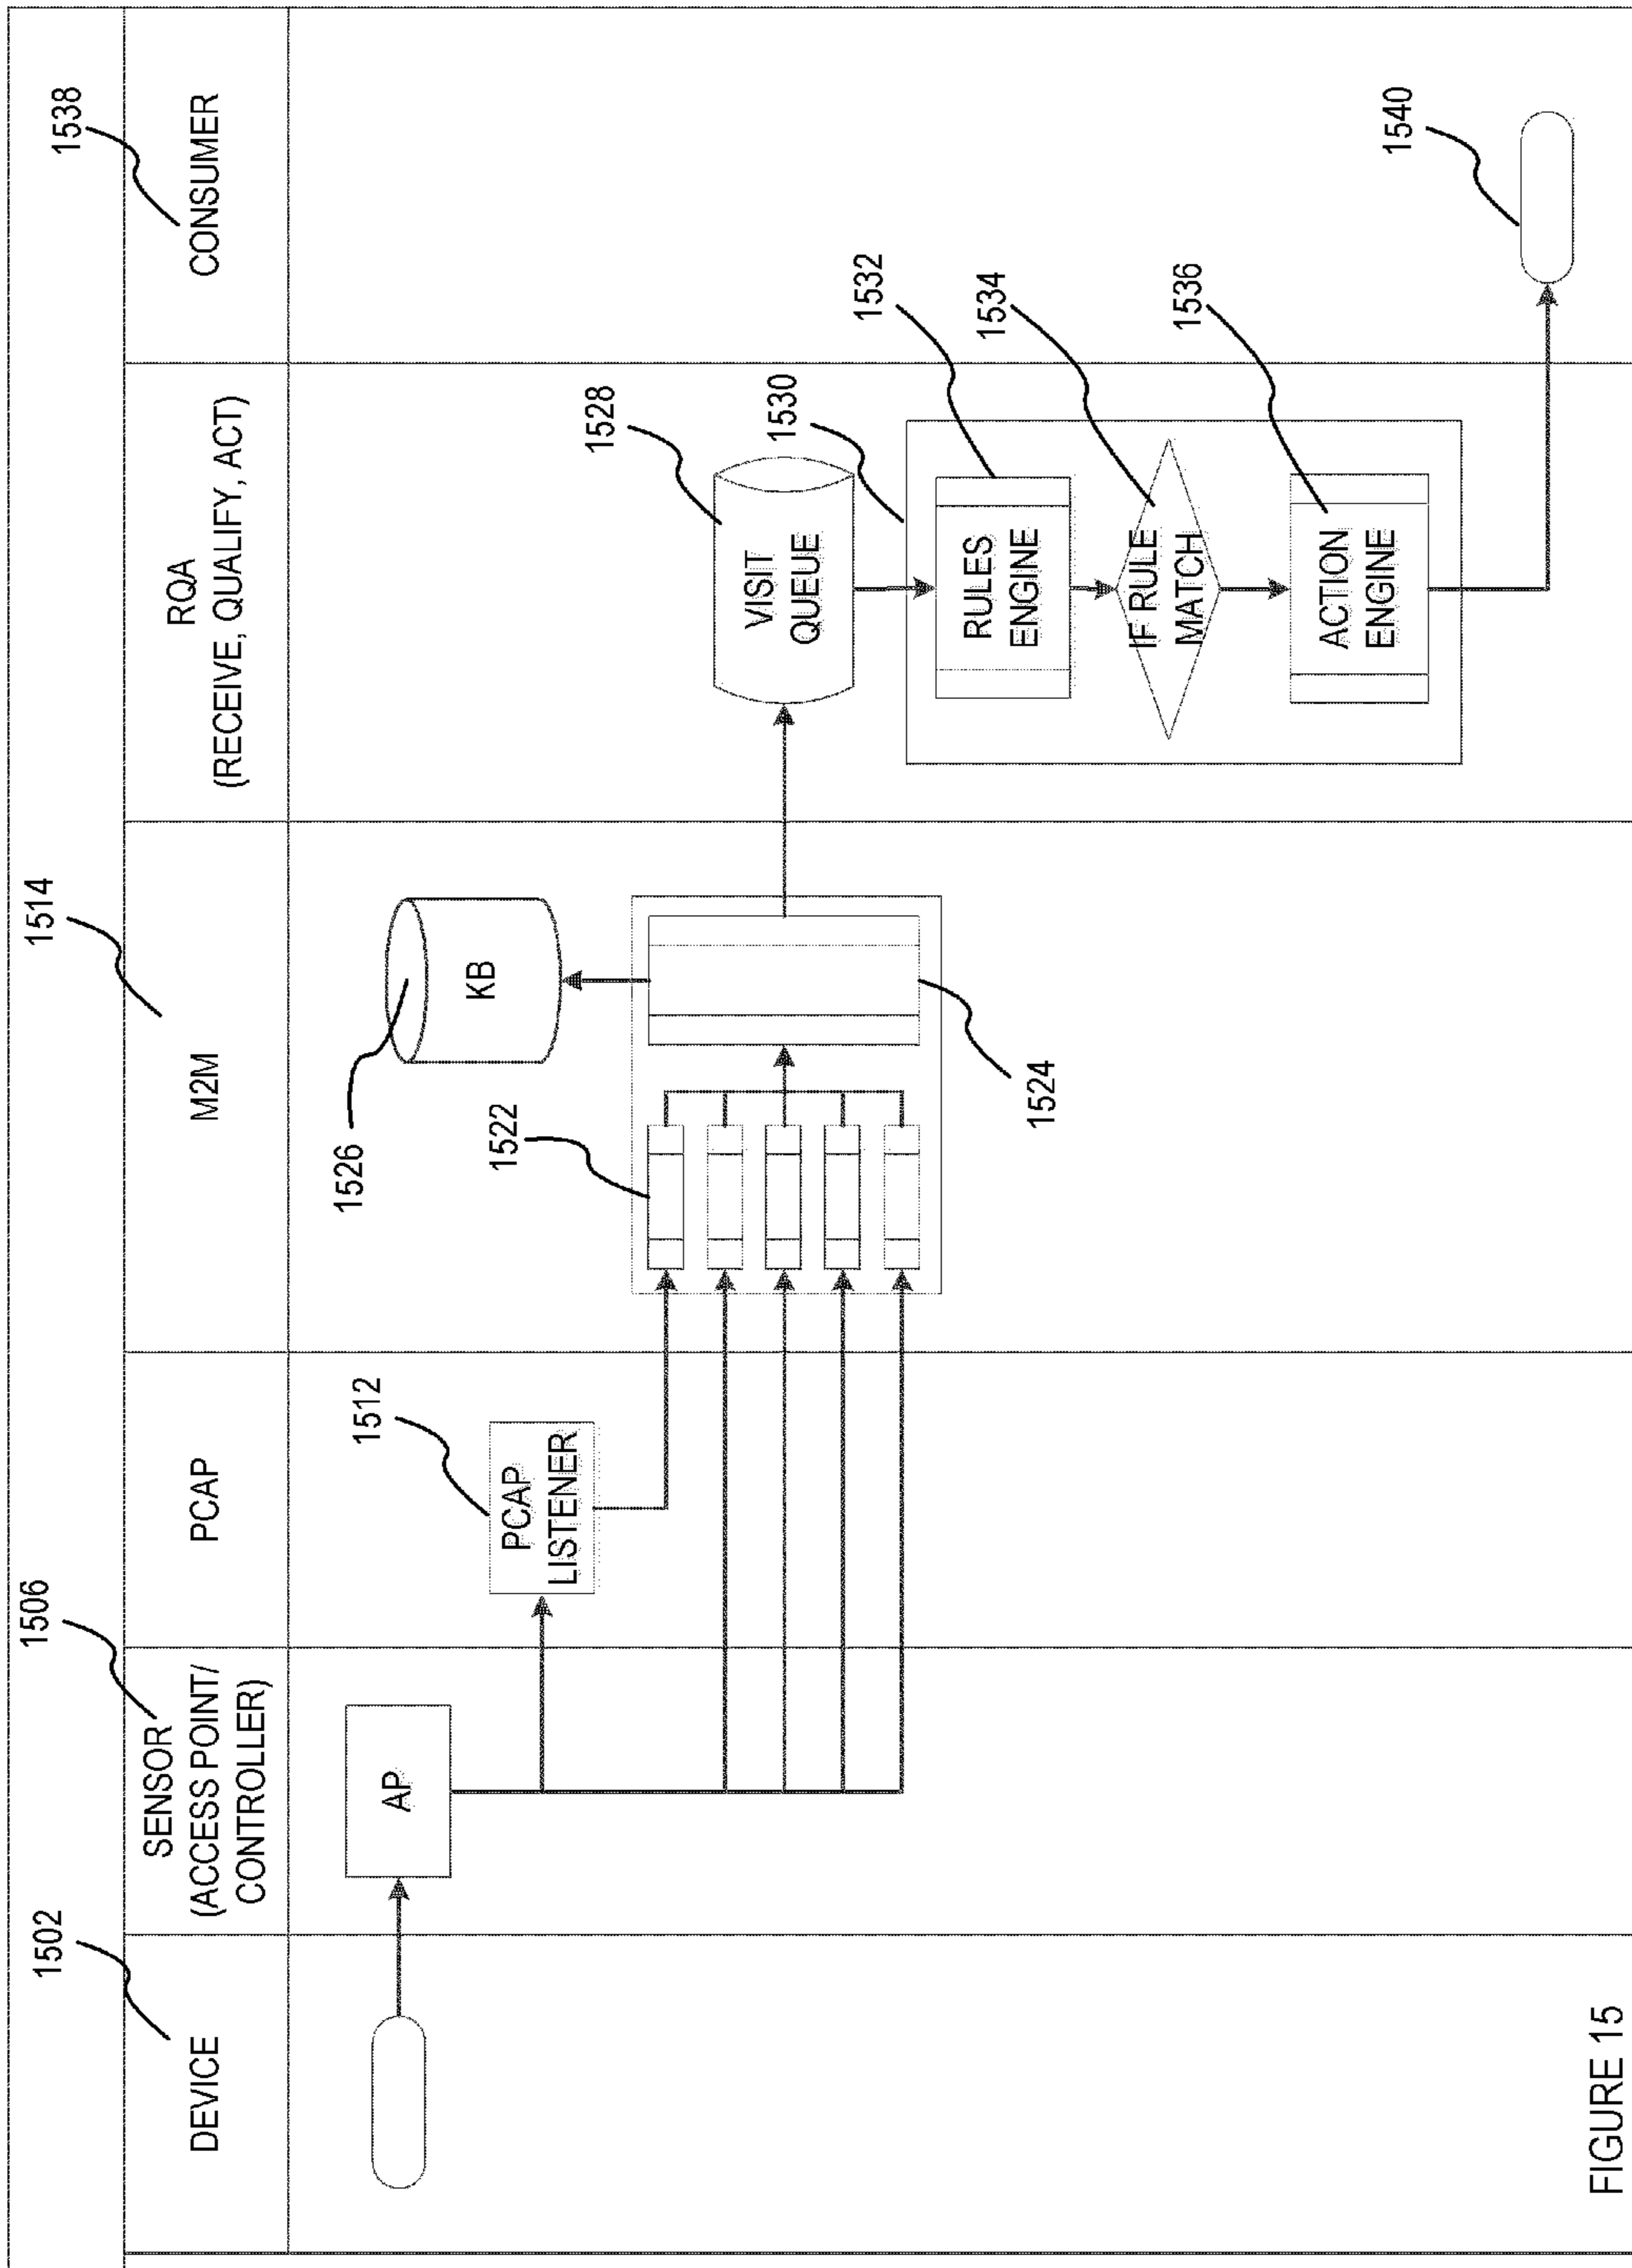 1502
1506
1514
1538
DEVICE
SENSOR
(ACCESS POINT/
CONTROLLER)
PCAP
M2M
RQA
(RECEIVE, QUALIFY, ACT)
CONSUMER
AP
PCAP
LISTENER
1512
1526
KB
1522
1524
1528
VISIT
QUEUE
1530
RULES
ENGINE
1532
IF RULE
MATCH
1534
ACTION
ENGINE
1536
1540
FIGURE 15